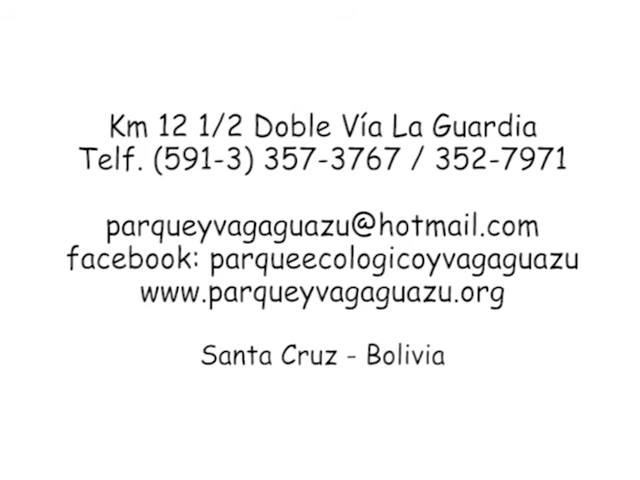 Km 12 1/2 Doble Vía La Guardia
Telf. (591-3) 357-3767 / 352-7971
parqueyvagaguazu@hotmail.com
facebook: parqueecologicoyvagaguazu
www.parqueyvagaguazu.org
Santa Cruz - Bolivia